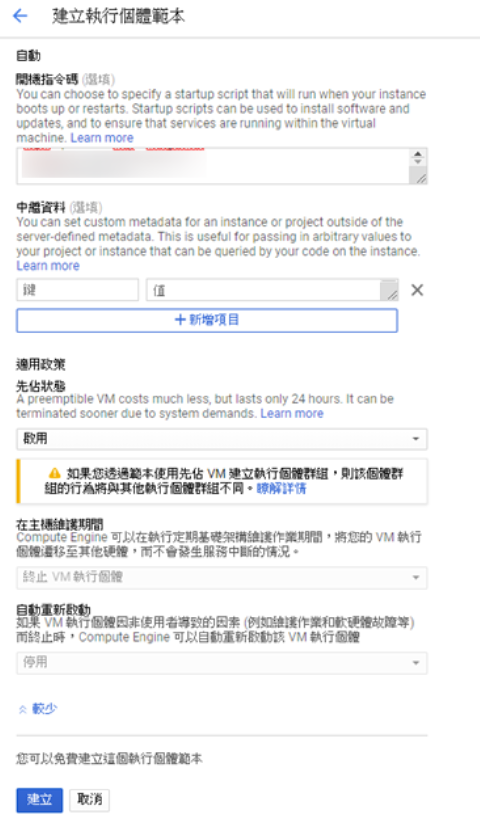 ← 建立執行個體範本
自動
開機指令碼 (選填)
You can choose to specify a startup script that will run when your instance
boots up or restarts. Startup scripts can be used to install software and
updates, and to ensure that services are running within the virtual
machine. Learn more
中繼資料 (選填)
You can set custom metadata for an instance or project outside of the
server-defined metadata. This is useful for passing in arbitrary values to
your project or instance that can be queried by your code on the instance.
Learn more
鍵 值
+ 新增項目
適用政策
先佔狀態
A preemptible VM costs much less, but lasts only 24 hours. It can be
terminated sooner due to system demands. Learn more
啟用
如果您透過範本使用先佔 VM 建立執行個體群組,則該個體群
組的行為將與其他執行個體群組不同。瞭解詳情
在主機維護期間
Compute Engine 可以在執行定期基礎架構維護作業期間,將您的 VM 執行
個體遷移至其他硬體,而不會發生服務中斷的情況。
終止 VM 執行個體
自動重新啟動
如果 VM 執行個體因非使用者導致的因素 (例如維護作業和軟硬體故障等)
而終止時,Compute Engine 可以自動重新啟動該 VM 執行個體
停用
較少
您可以免費建立這個執行個體範本
建立 取消